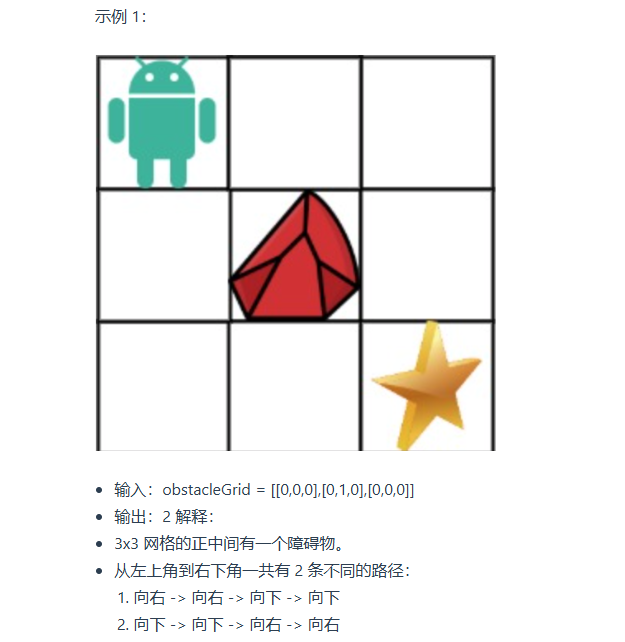 示例 1：
输入：obstacleGrid = [[0,0,0],[0,1,0],[0,0,0]]
输出：2 解释：
3x3 网格的正中间有一个障碍物。
从左上角到右下角一共有 2 条不同的路径：
1. 向右 -> 向右 -> 向下 -> 向下
2. 向下 -> 向下 -> 向右 -> 向右